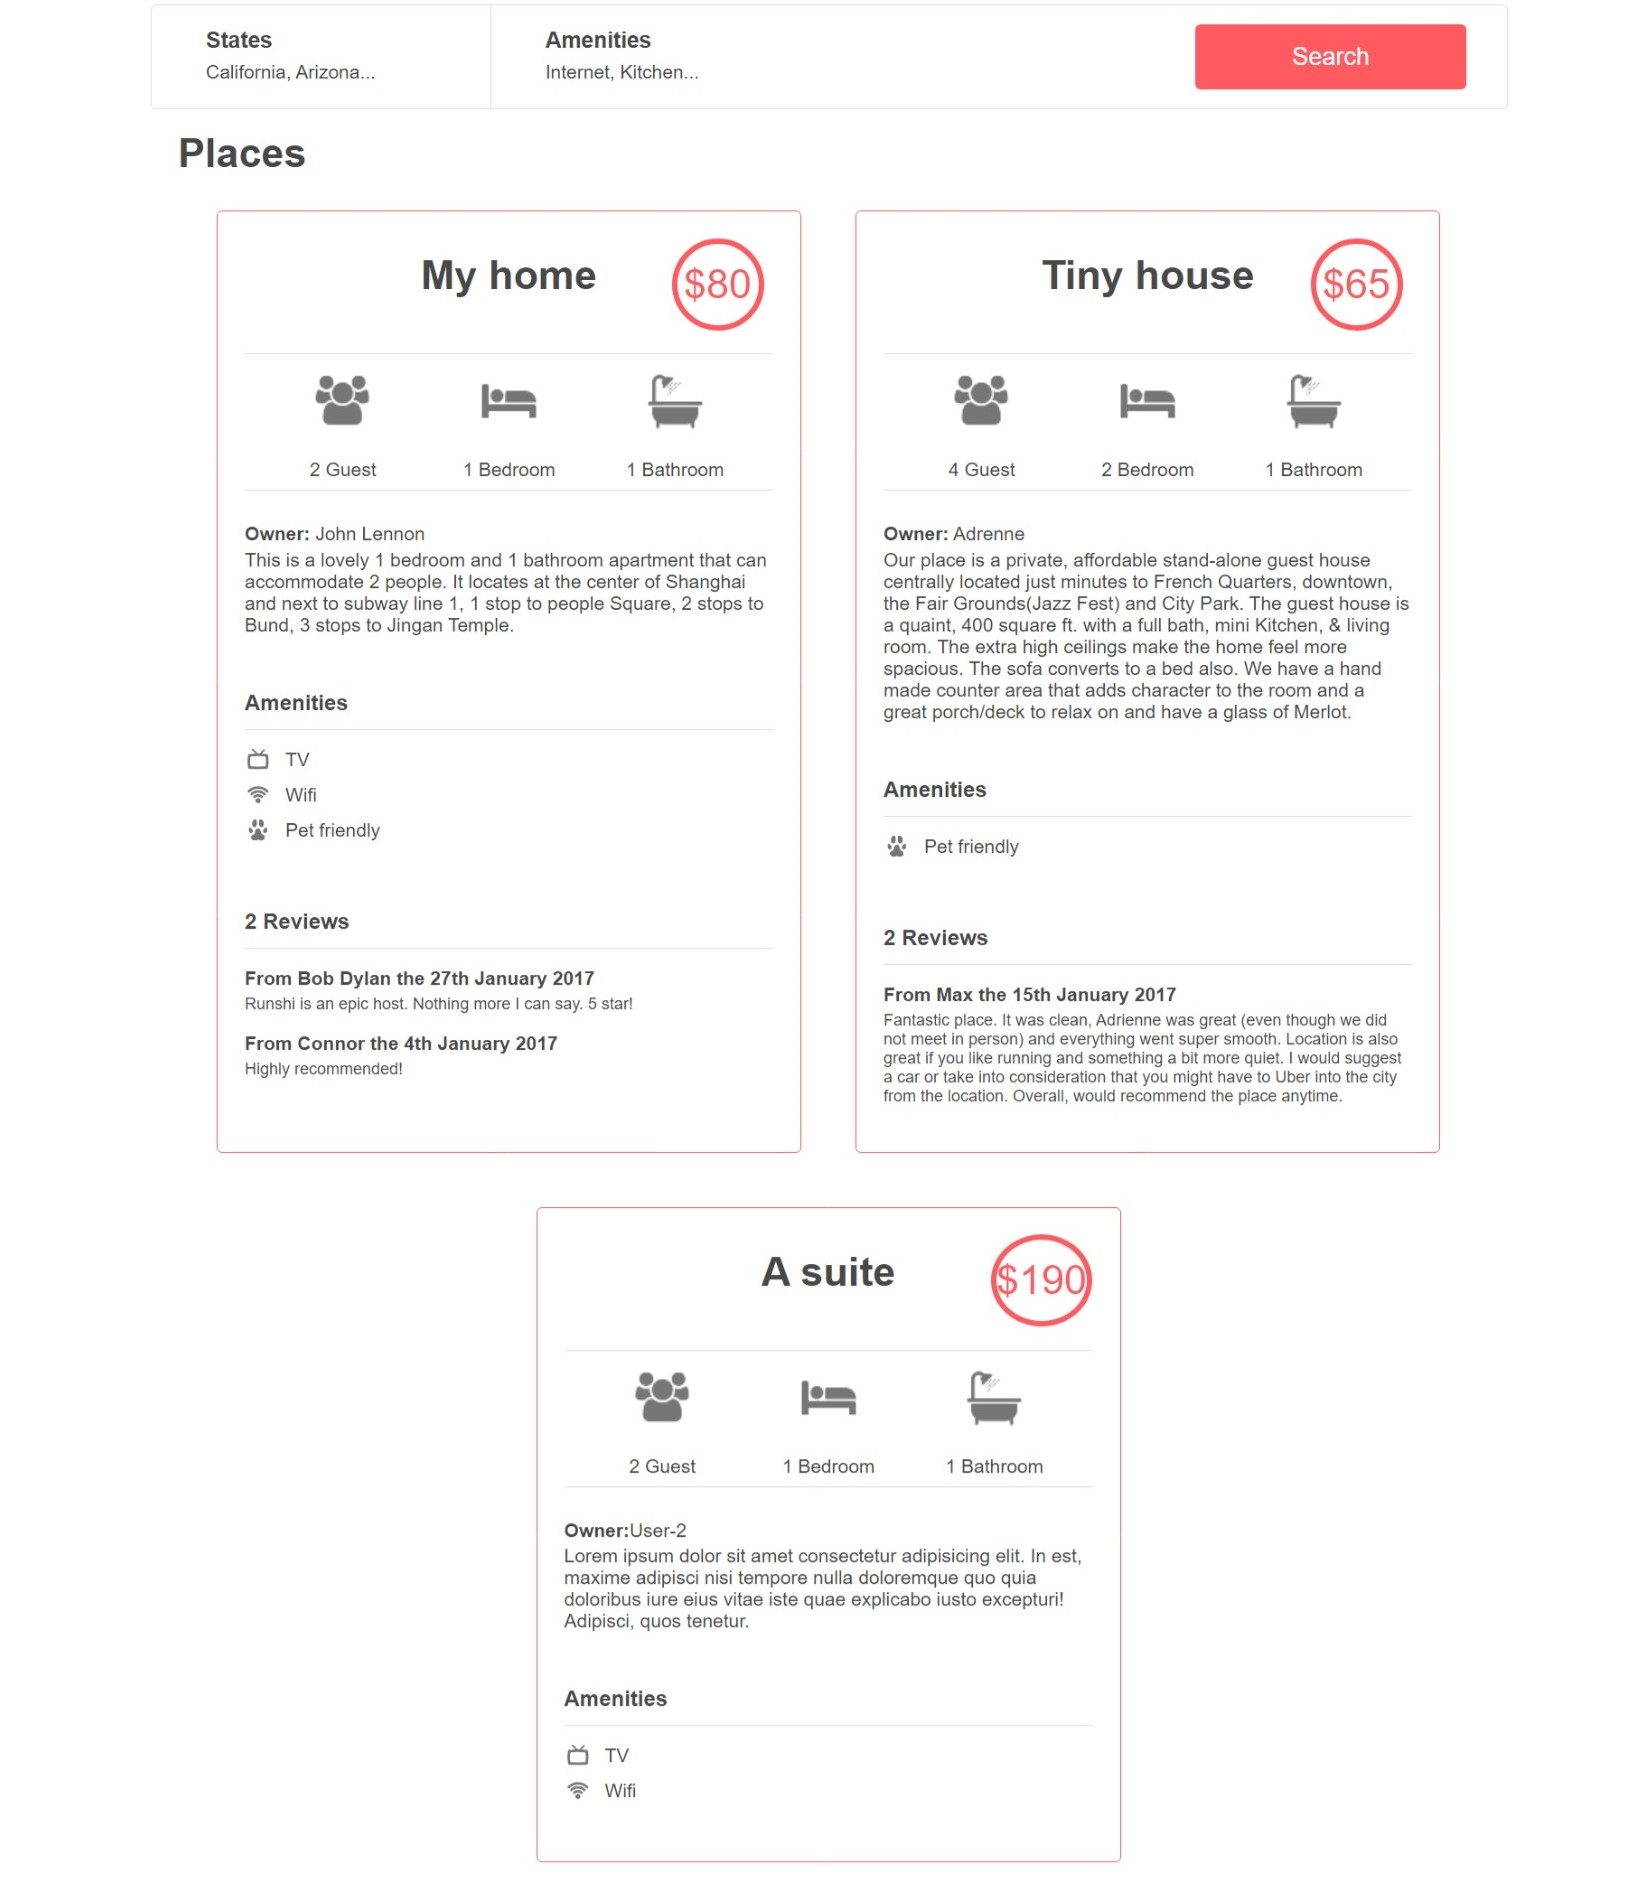 States
California, Arizona...
Amenities
Internet, Kitchen...
Search
Places
My home
$80
2 Guest
1 Bedroom
1 Bathroom
Owner: John Lennon
This is a lovely 1 bedroom and 1 bathroom apartment that can
accommodate 2 people. It locates at the center of Shanghai
and next to subway line 1, 1 stop to people Square, 2 stops to
Bund, 3 stops to Jingan Temple.
Amenities
TV
Wifi
Pet friendly
2 Reviews
From Bob Dylan the 27th January 2017
Runshi is an epic host. Nothing more I can say. 5 star!
From Connor the 4th January 2017
Highly recommended!
Tiny house
$65
4 Guest
2 Bedroom
1 Bathroom
Owner: Adrenne
Our place is a private, affordable stand-alone guest house
centrally located just minutes to French Quarters, downtown,
the Fair Grounds(Jazz Fest) and City Park. The guest house is
a quaint, 400 square ft. with a full bath, mini Kitchen, & living
room. The extra high ceilings make the home feel more
spacious. The sofa converts to a bed also. We have a hand
made counter area that adds character to the room and a
great porch/deck to relax on and have a glass of Merlot.
Amenities
Pet friendly
2 Reviews
From Max the 15th January 2017
Fantastic place. It was clean, Adrienne was great (even though we did
not meet in person) and everything went super smooth. Location is also
great if you like running and something a bit more quiet. I would suggest
a car or take into consideration that you might have to Uber into the city
from the location. Overall, would recommend the place anytime.
A suite
$190
2 Guest
1 Bedroom
1 Bathroom
Owner:User-2
Lorem ipsum dolor sit amet consectetur adipisicing elit. In est,
maxime adipisci nisi tempore nulla doloremque quo quia
doloribus iure eius vitae iste quae explicabo iusto excepturi!
Adipisci, quos tenetur.
Amenities
TV
Wifi